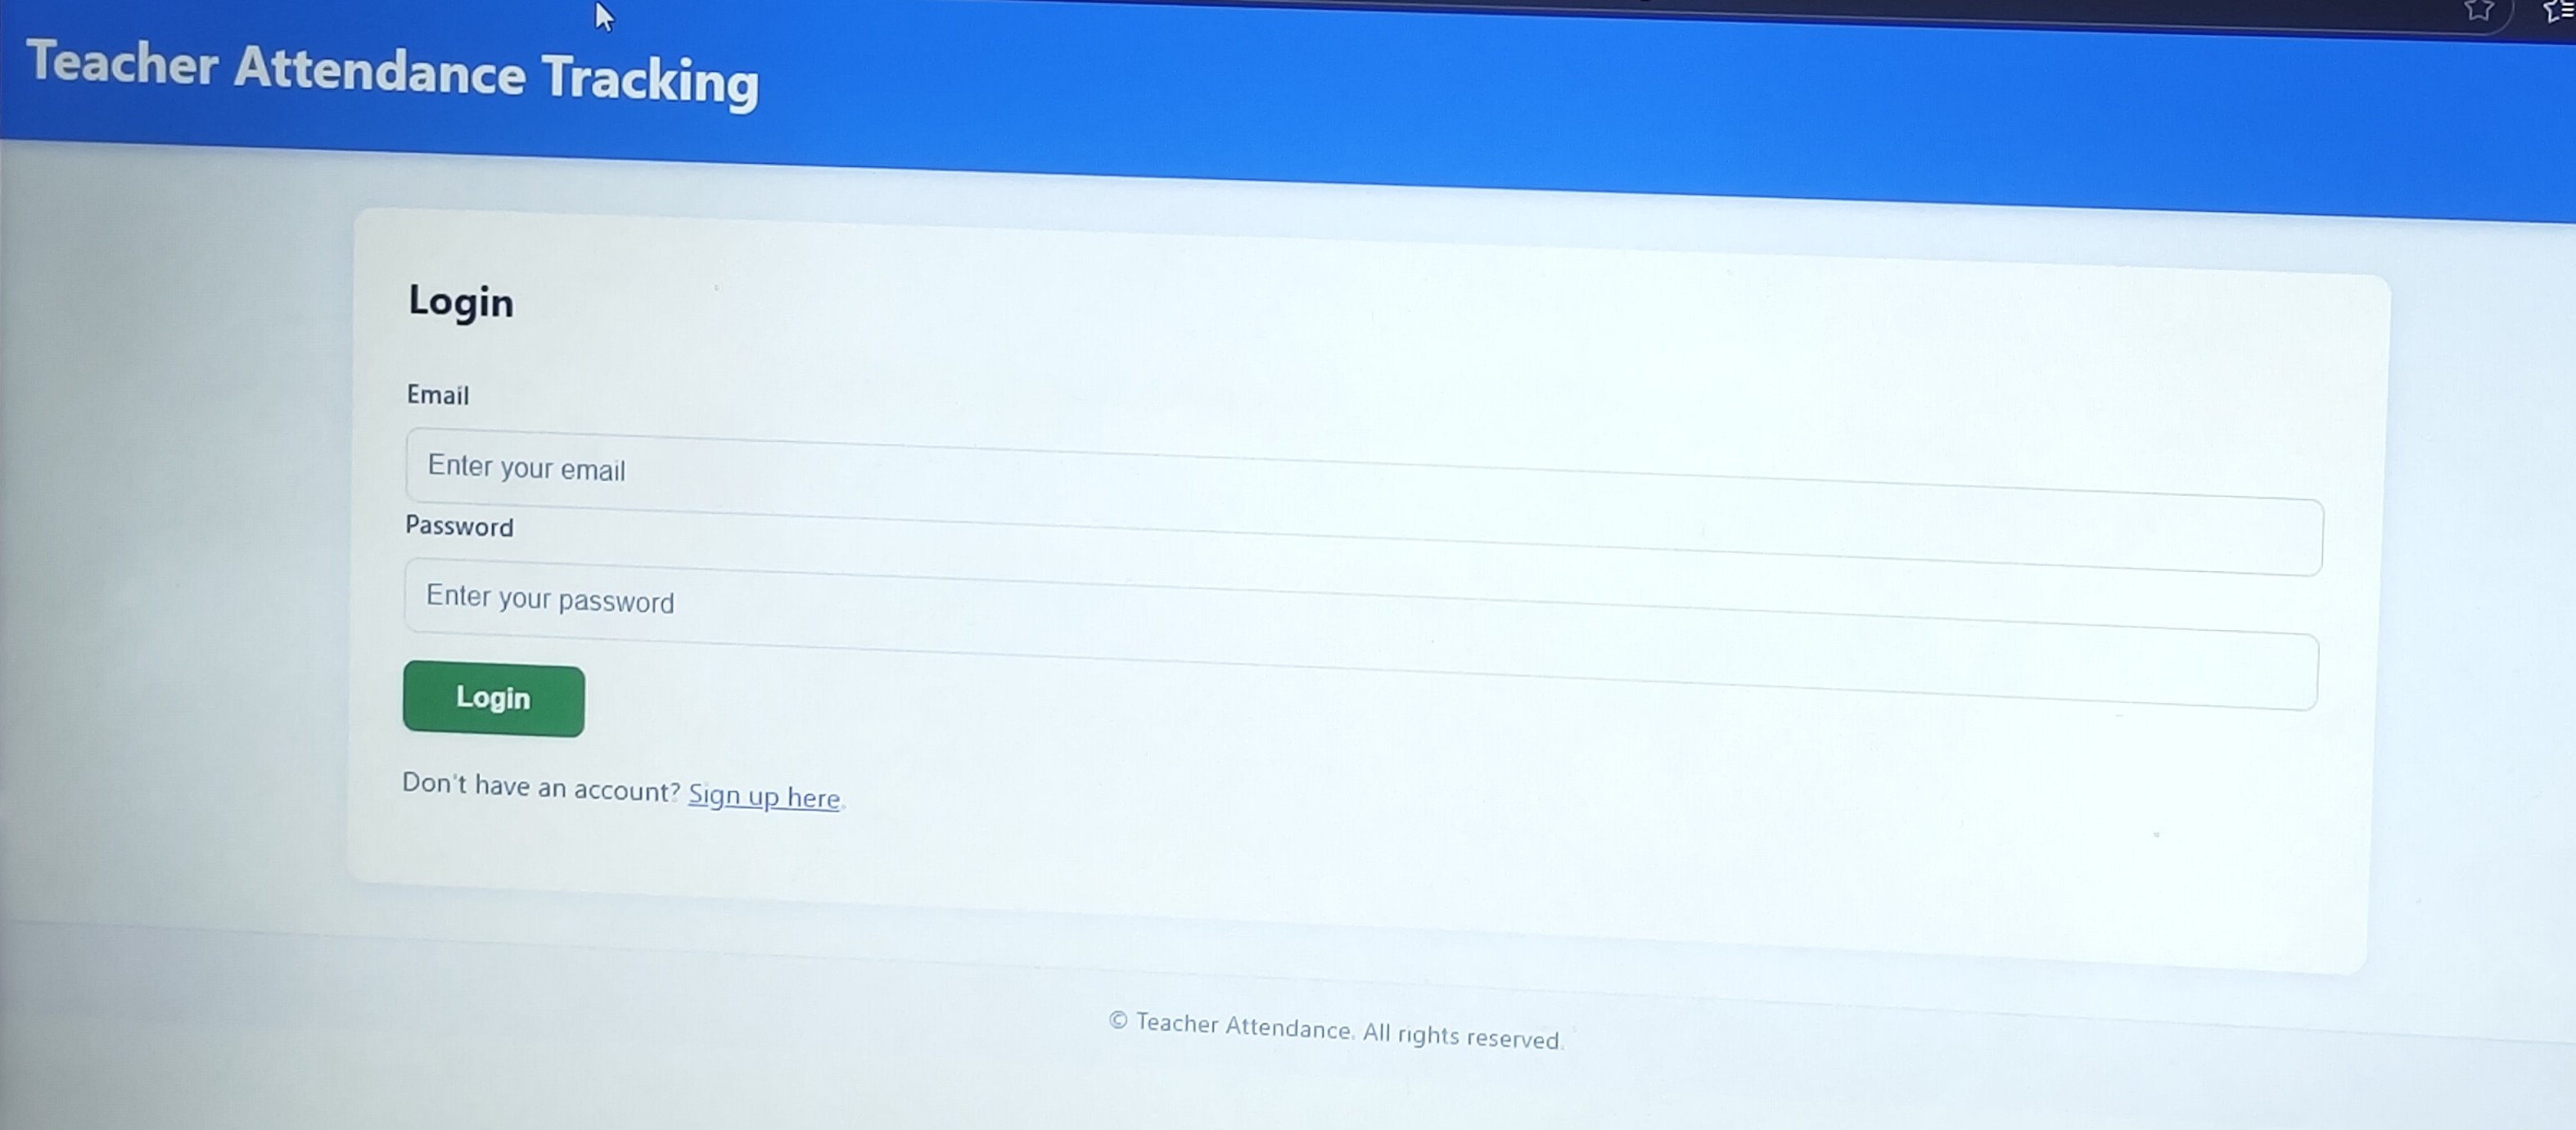 Teacher Attendance Tracking
Login
Email
Enter your email
Password
Enter your password
Login
Don't have an account? Sign up here.
© Teacher Attendance. All rights reserved.